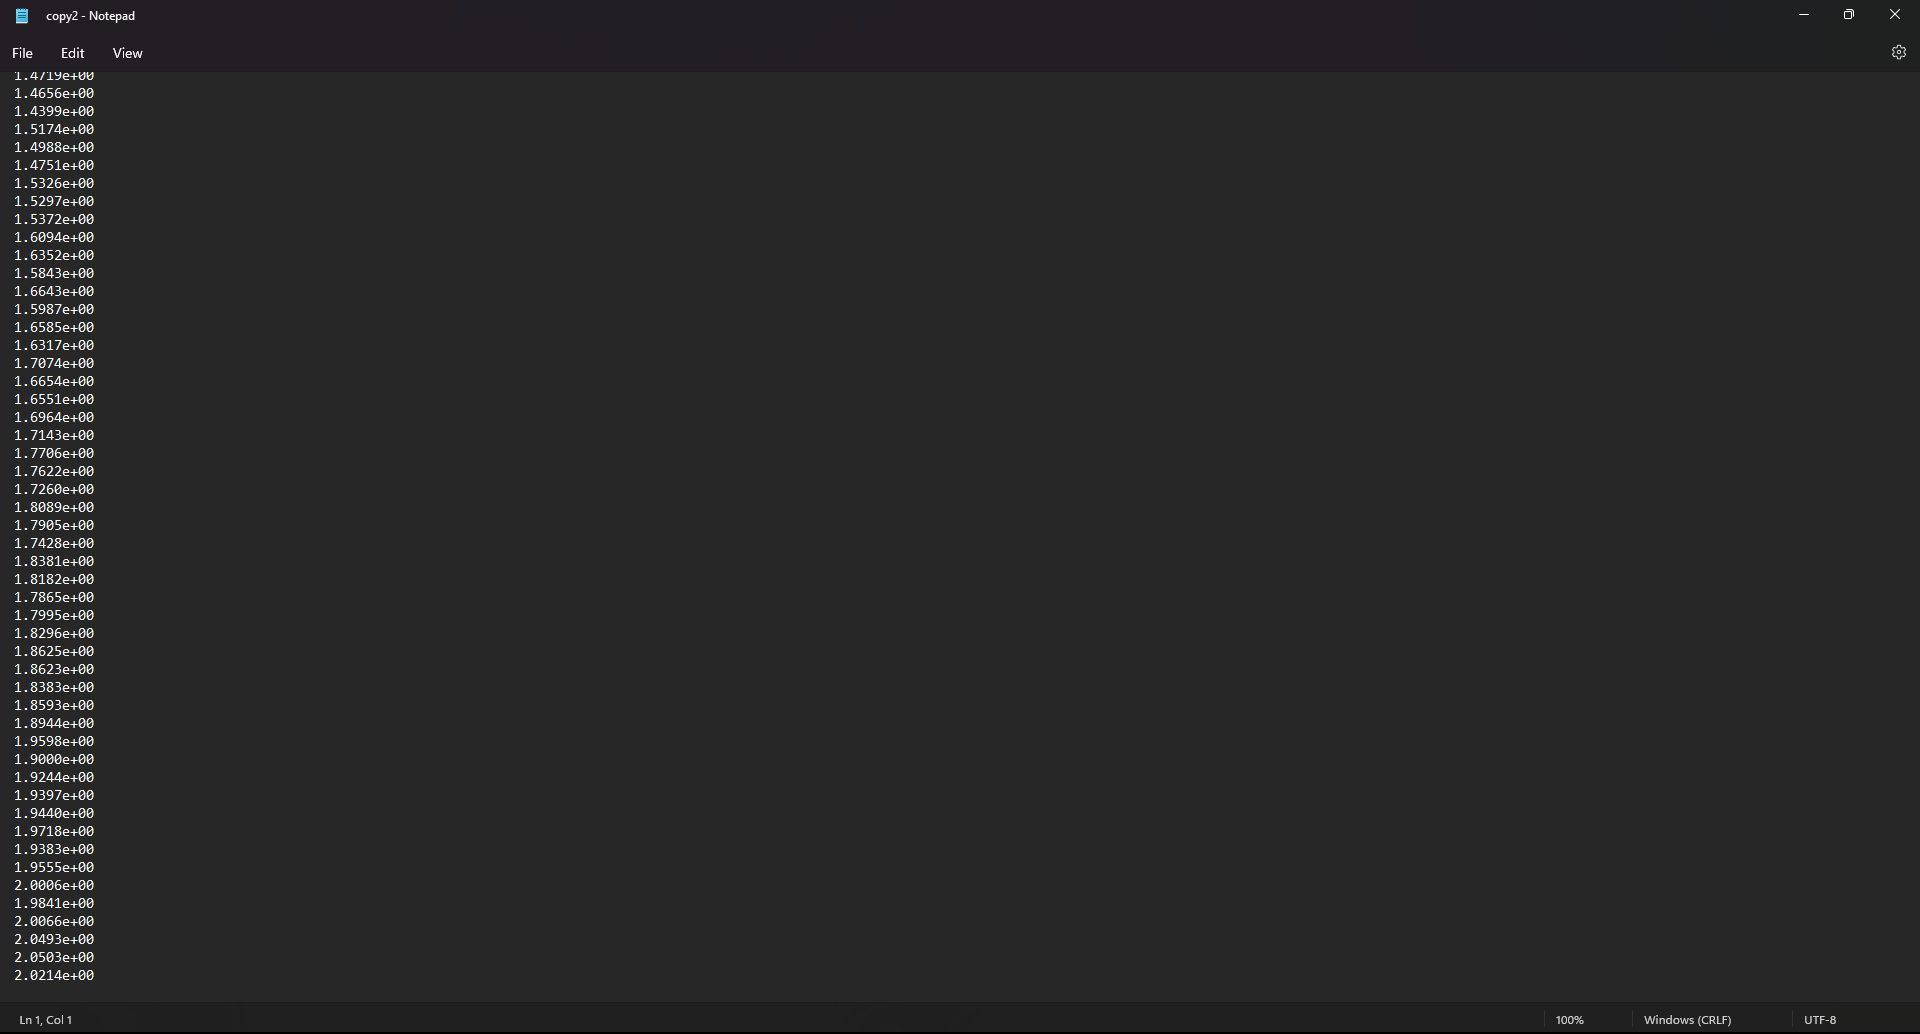 copy2 - Notepad
File Edit View
1.4719e+00
1.4656e+00
1.4399e+00
1.5174e+00
1.4988e+00
1.4751e+00
1.5326e+00
1.5297e+00
1.5372e+00
1.6094e+00
1.6352e+00
1.5843e+00
1.6643e+00
1.5987e+00
1.6585e+00
1.6317e+00
1.7074e+00
1.6654e+00
1.6551e+00
1.6964e+00
1.7143e+00
1.7706e+00
1.7622e+00
1.7260e+00
1.8089e+00
1.7905e+00
1.7428e+00
1.8381e+00
1.8182e+00
1.7865e+00
1.7995e+00
1.8296e+00
1.8625e+00
1.8623e+00
1.8383e+00
1.8593e+00
1.8944e+00
1.9598e+00
1.9000e+00
1.9244e+00
1.9397e+00
1.9440e+00
1.9718e+00
1.9383e+00
1.9555e+00
2.0006e+00
1.9841e+00
2.0066e+00
2.0493e+00
2.0503e+00
2.0214e+00
Ln 1, Col 1 100% Windows (CRLF) UTF-8